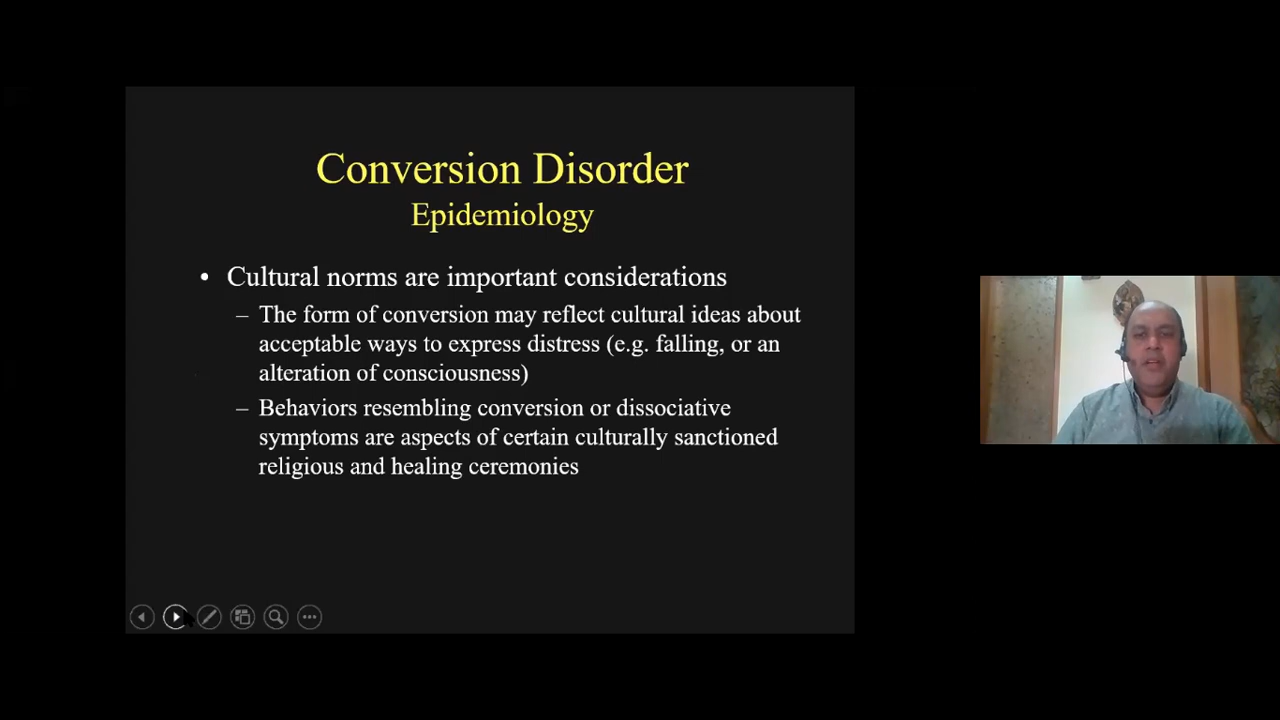 Conversion Disorder
Epidemiology
• Cultural norms are important considerations
– The form of conversion may reflect cultural ideas about
acceptable ways to express distress (e.g. falling, or an
alteration of consciousness)
– Behaviors resembling conversion or dissociative
symptoms are aspects of certain culturally sanctioned
religious and healing ceremonies